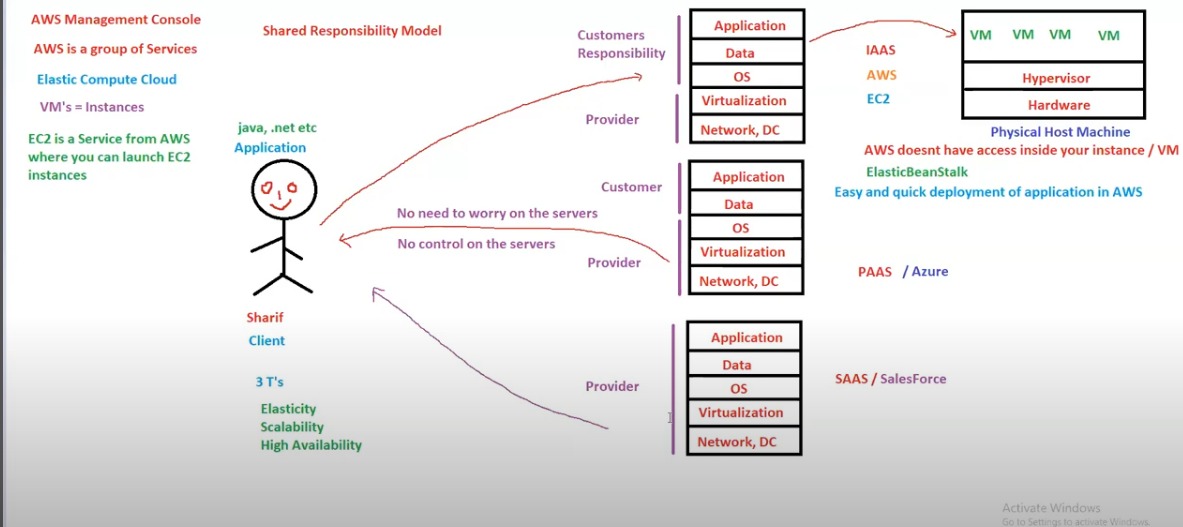 AWS Management Console
AWS is a group of Services
Elastic Compute Cloud
VM's = Instances
EC2 is a Service from AWS
where you can launch EC2
instances
Shared Responsibility Model
java, .net etc
Application
Sharif
Client
3 T's
Elasticity
Scalability
High Availability
Customers
Responsibility
Provider
Application
Data
OS
Virtualization
Network, DC
IAAS
AWS
EC2
VM VM VM VM
Hypervisor
Hardware
Physical Host Machine
AWS doesnt have access inside your instance / VM
ElasticBeanStalk
Easy and quick deployment of application in AWS
No need to worry on the servers
No control on the servers
Customer
Provider
Application
Data
OS
Virtualization
Network, DC
PAAS / Azure
Provider
Application
Data
OS
Virtualization
Network, DC
SAAS / SalesForce
Activate Windows
Go to Settings to activate Windows.